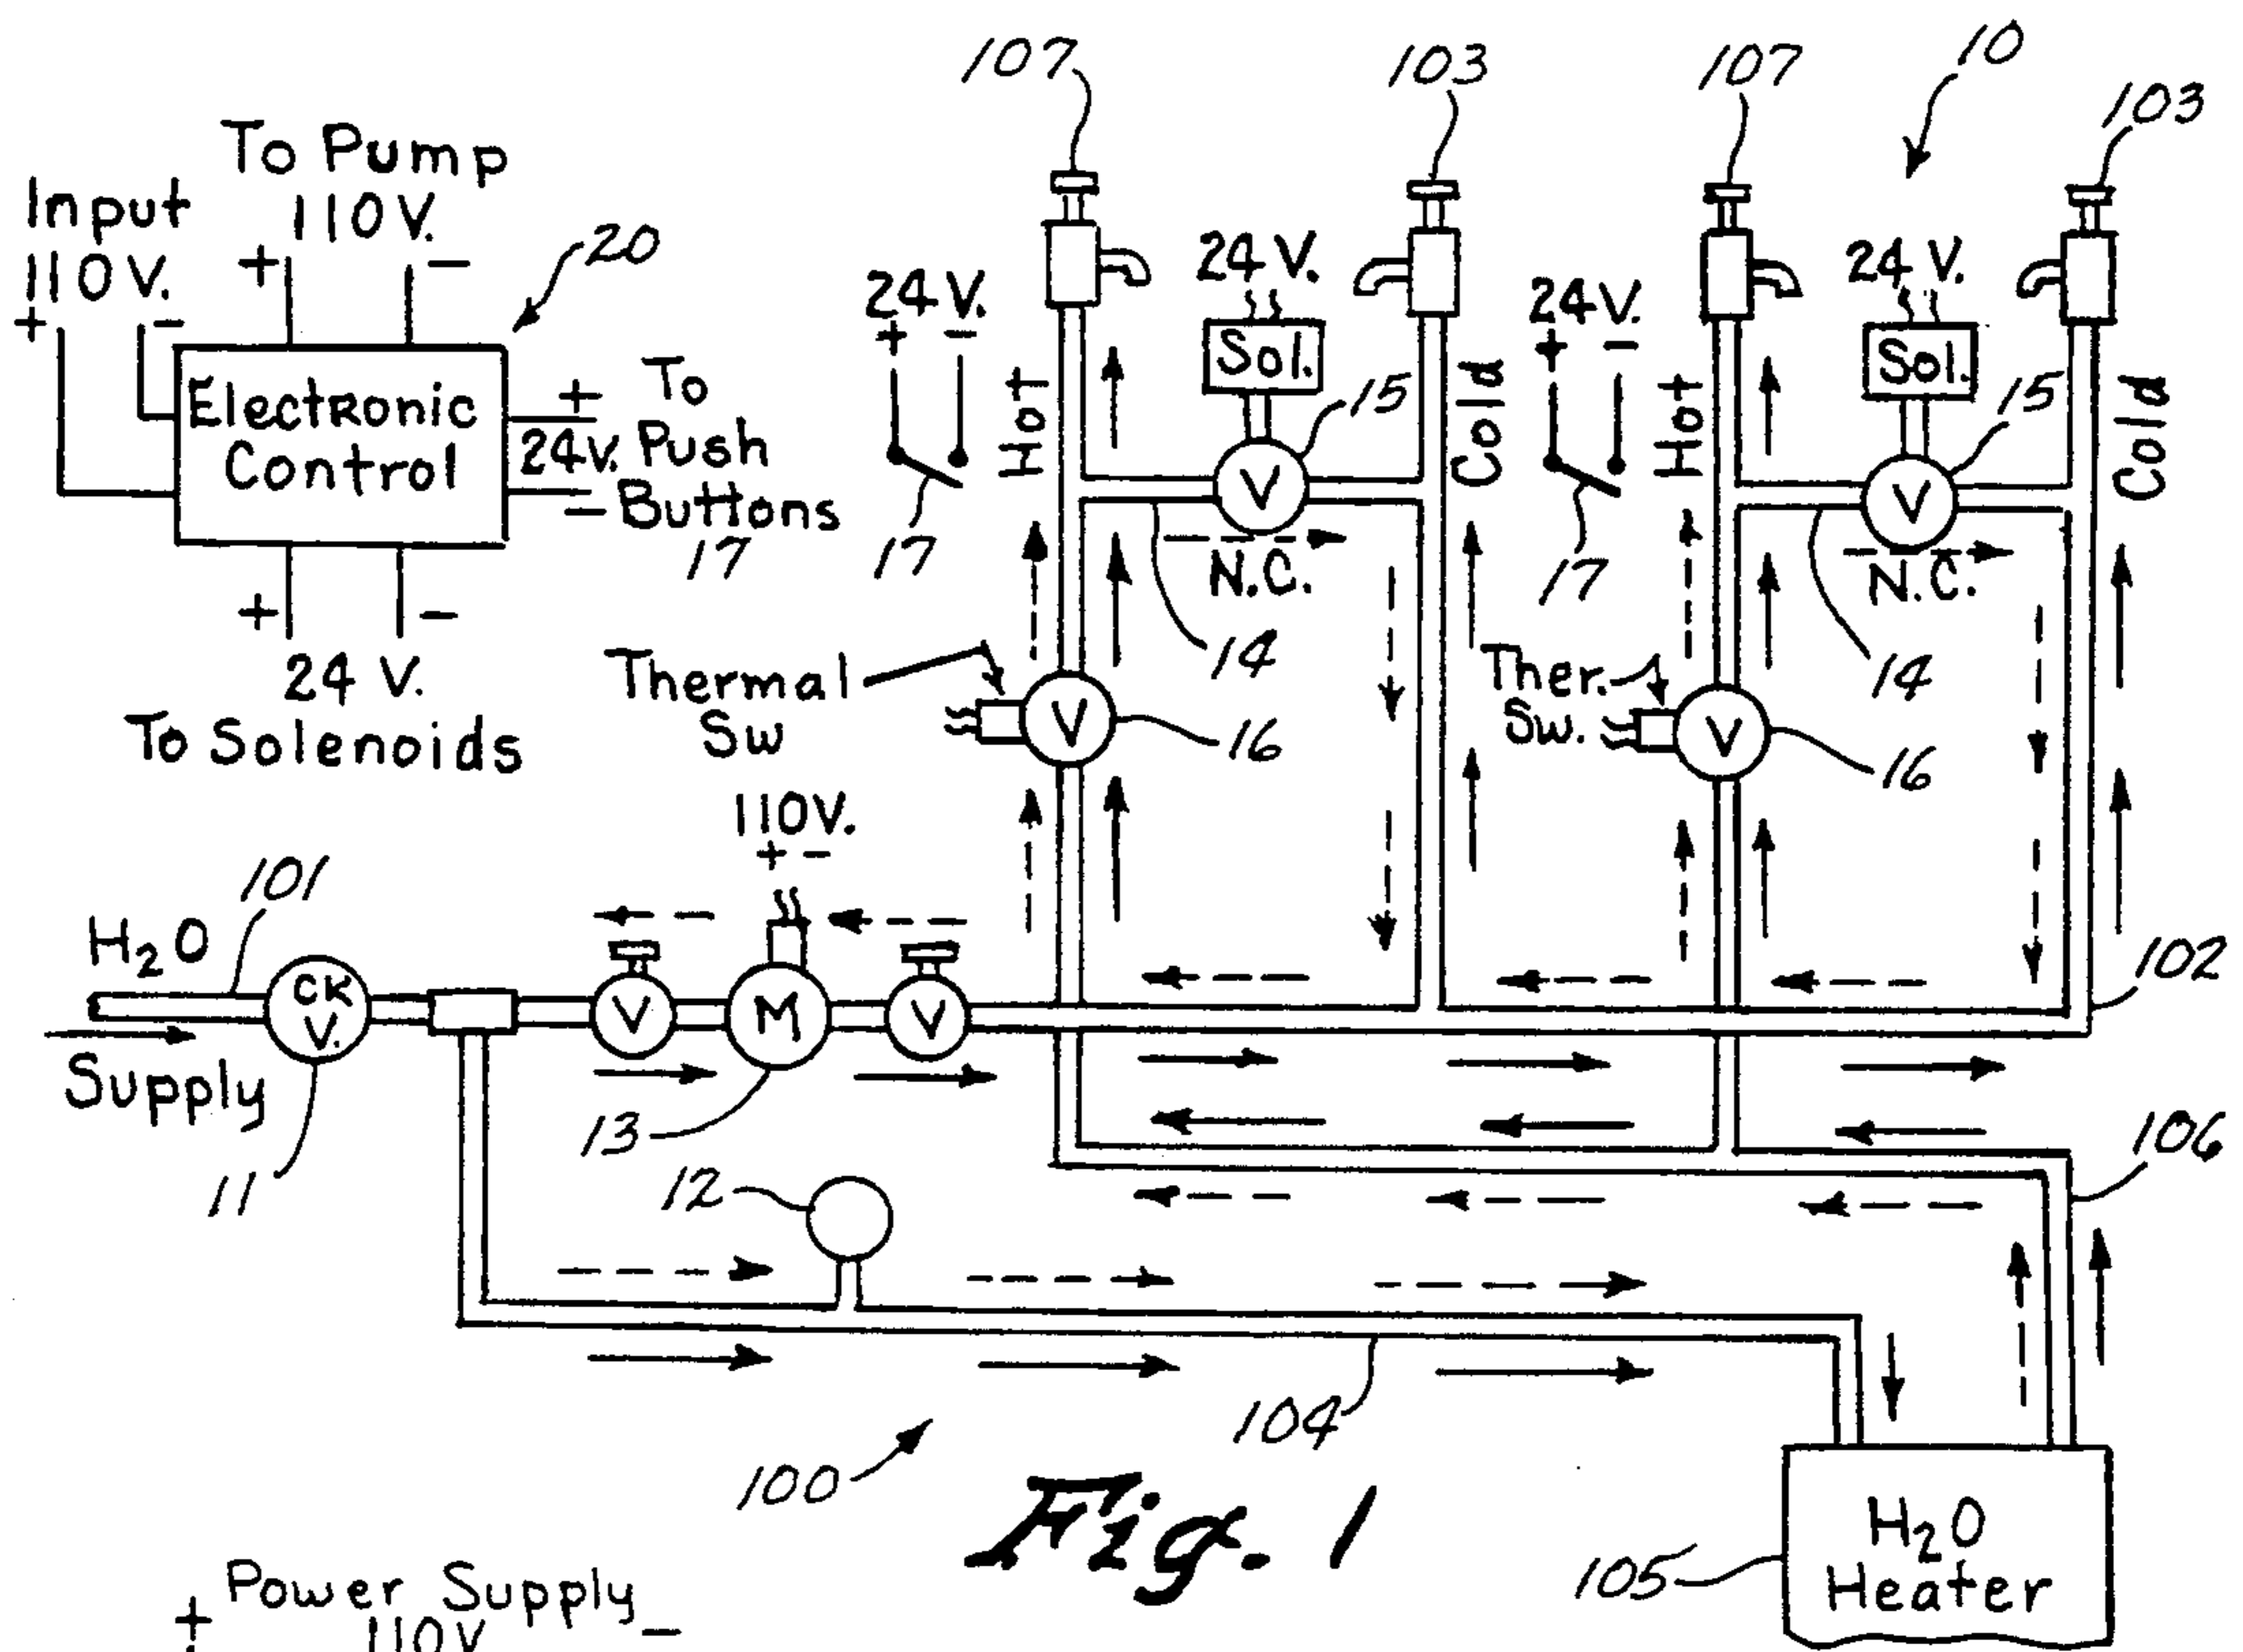 107
103
107
10
103
To Pump
110 V.
+ -
Input
110 V.
+ -
20
Electronic
Control
+ To
24V. Push
- Buttons
17
+ -
24 V.
To Solenoids
24 V.
+ -
17
Hot
24 V.
Sol.
15
V
N.C.
14
Cold
24 V.
+ -
17
Hot
24 V.
Sol.
15
V
N.C.
14
Cold
Thermal
Sw
V
16
Ther.
Sw.
V
16
110V.
+ -
101
H2O
Supply
CK
V.
11
V
M
V
13
102
106
12
104
100
Fig. 1
105
H2O
Heater
Power Supply
+ 110V -